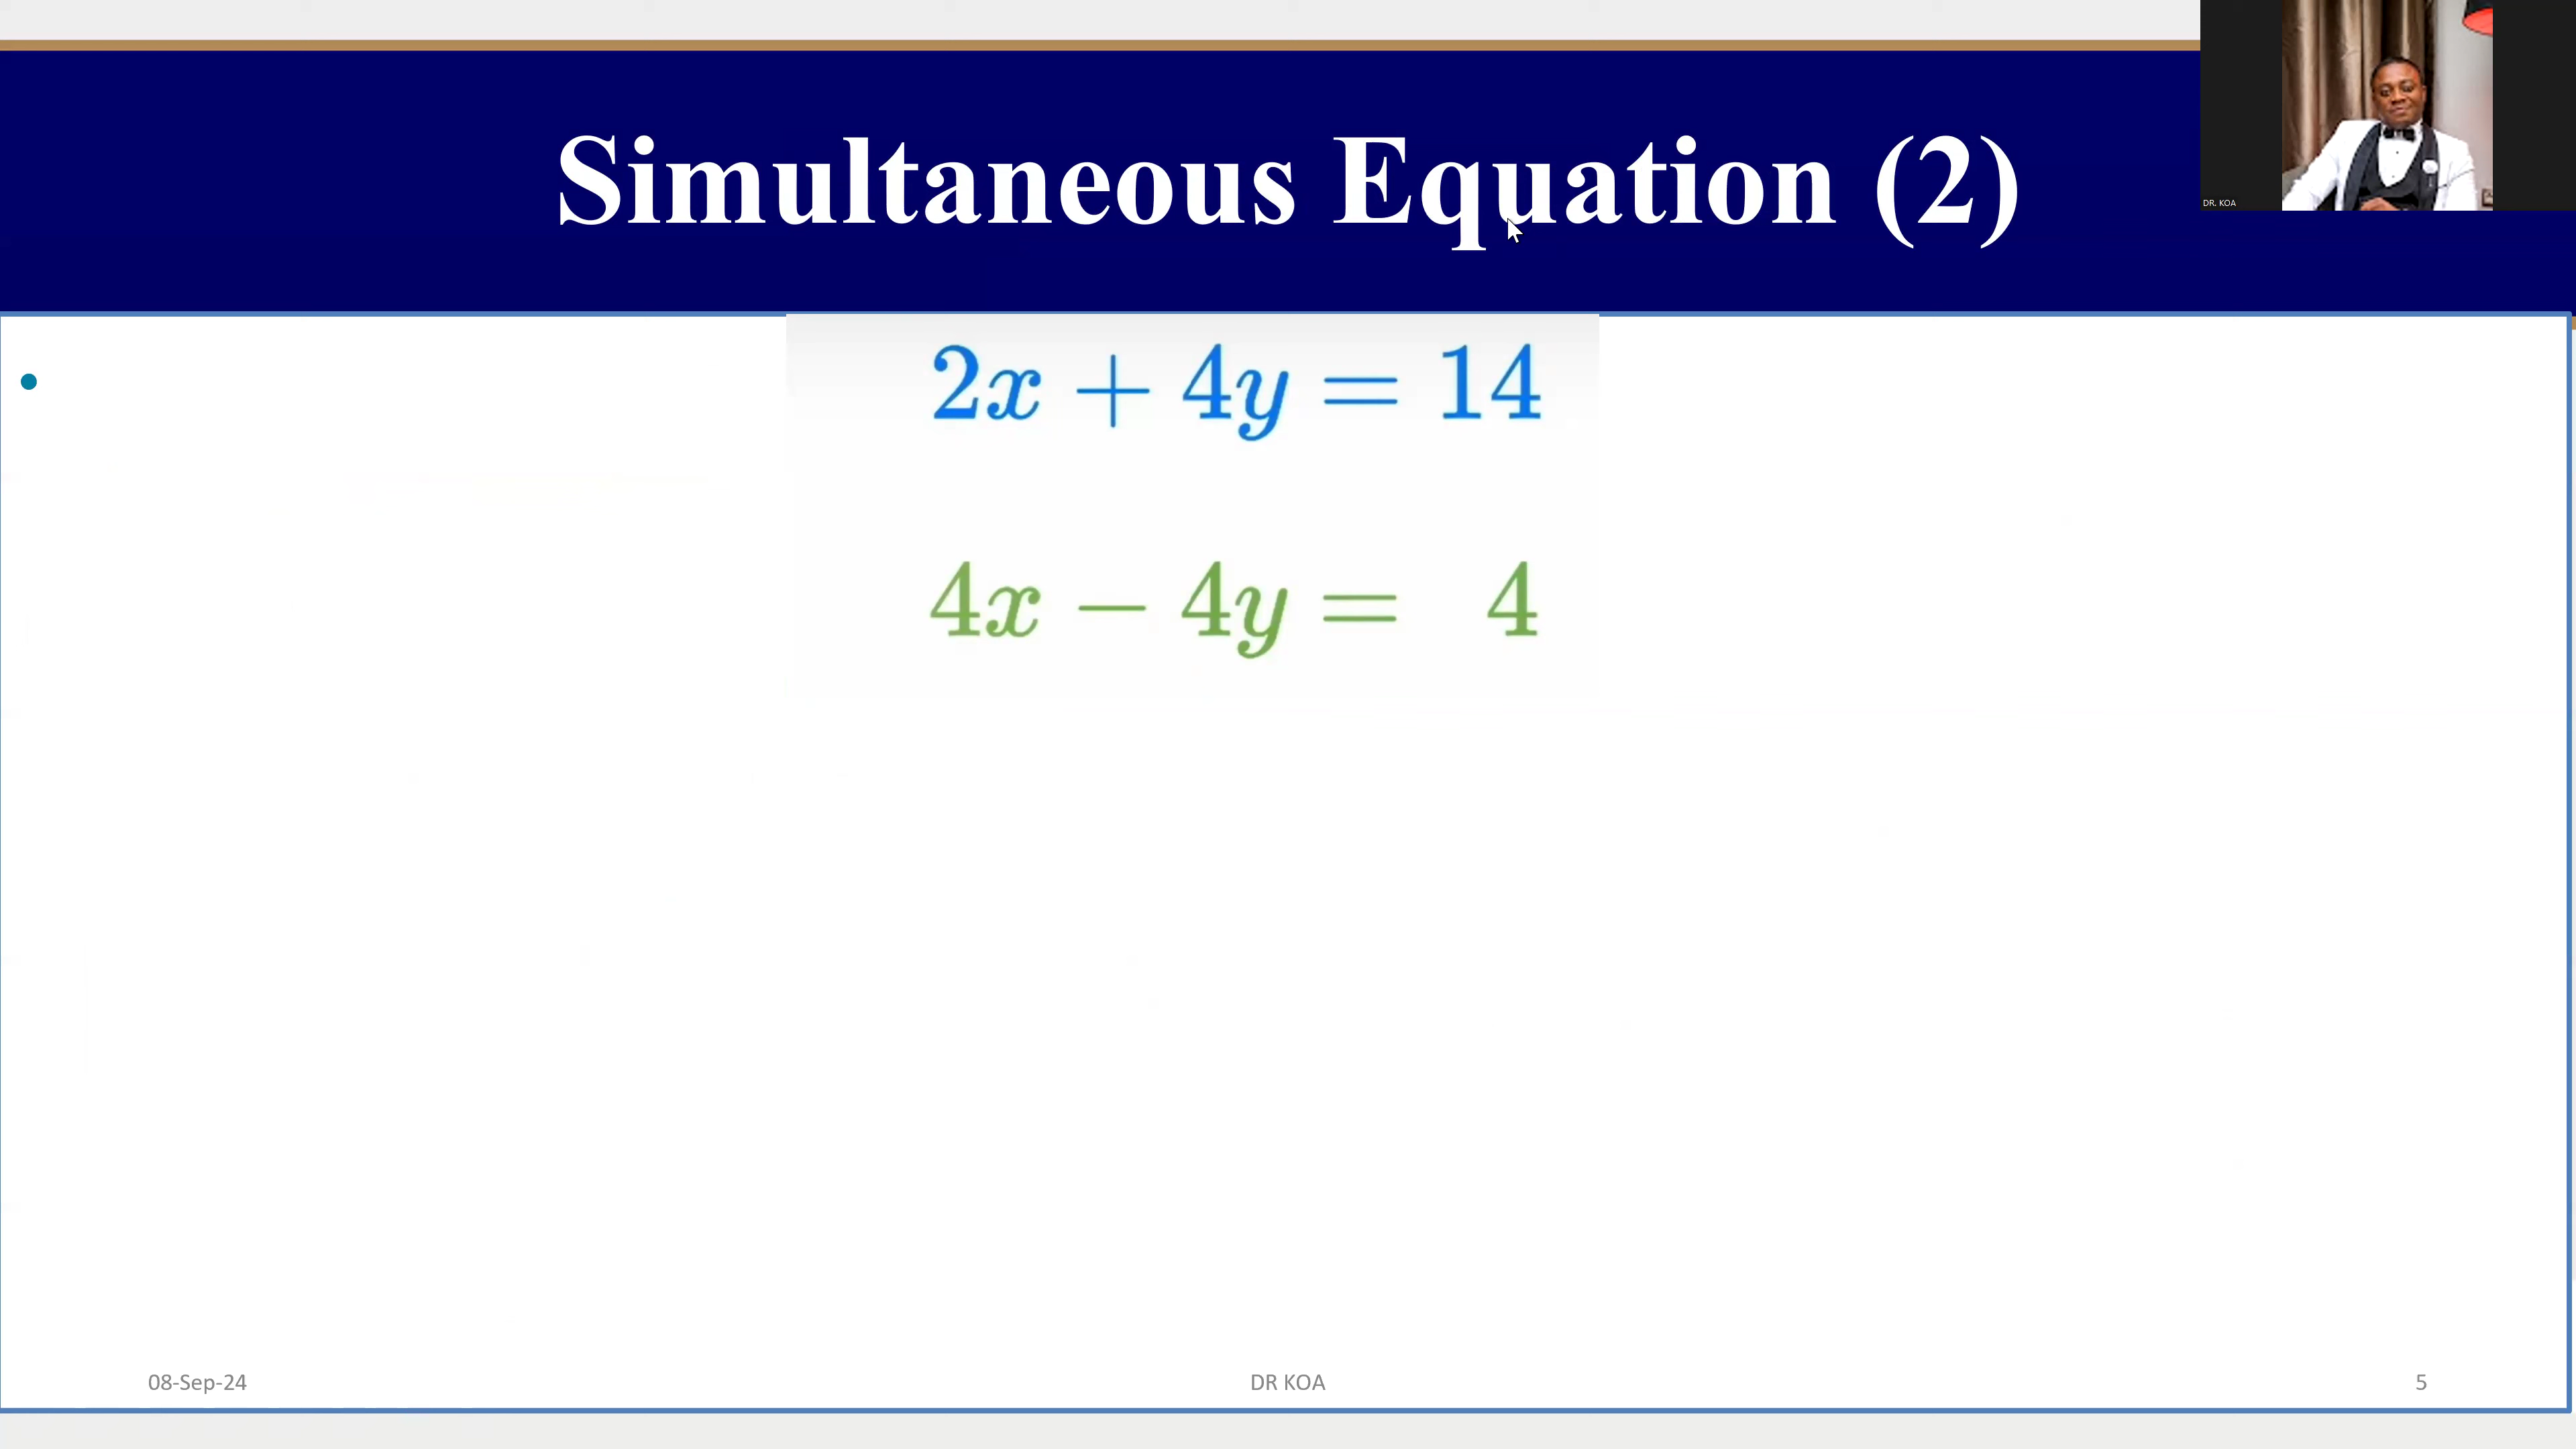 Simultaneous Equation (2)
DR. KOA
2x + 4y = 14
4x − 4y = 4
08-Sep-24
DR KOA
5